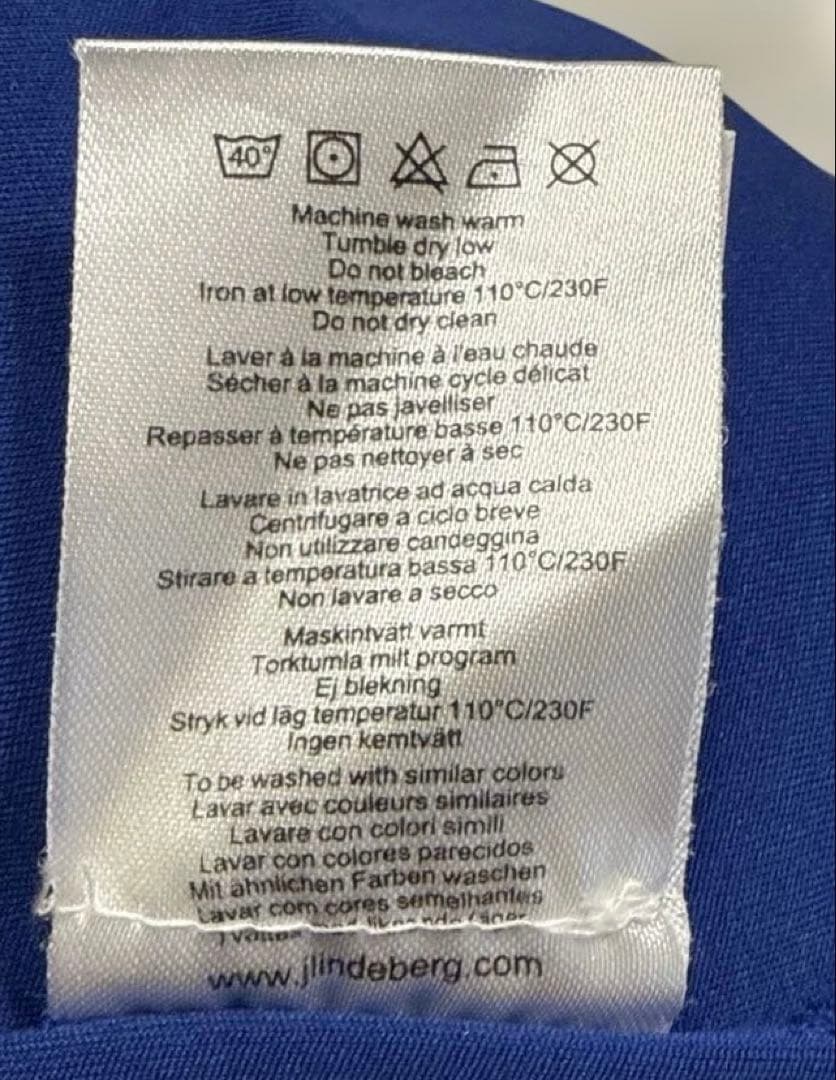 40°
Machine wash warm
Tumble dry low
Do not bleach
Iron at low temperature 110°C/230F
Do not dry clean
Laver à la machine à l'eau chaude
Sécher à la machine cycle délicat
Ne pas javelliser
Repasser à température basse 110°C/230F
Ne pas nettoyer à sec
Lavare in lavatrice ad acqua calda
Centrifugare a ciclo breve
Non utilizzare candeggina
Stirare a temperatura bassa 110°C/230F
Non lavare a secco
Maskintvätt varmt
Torktumla milt program
Ej blekning
Stryk vid låg temperatur 110°C/230F
Ingen kemtvätt
To be washed with similar colors
Lavar avec couleurs similaires
Lavare con colori simili
Lavar con colores parecidos
Mit ähnlichen Farben waschen
Lavar com cores semelhantes
www.jlindeberg.com